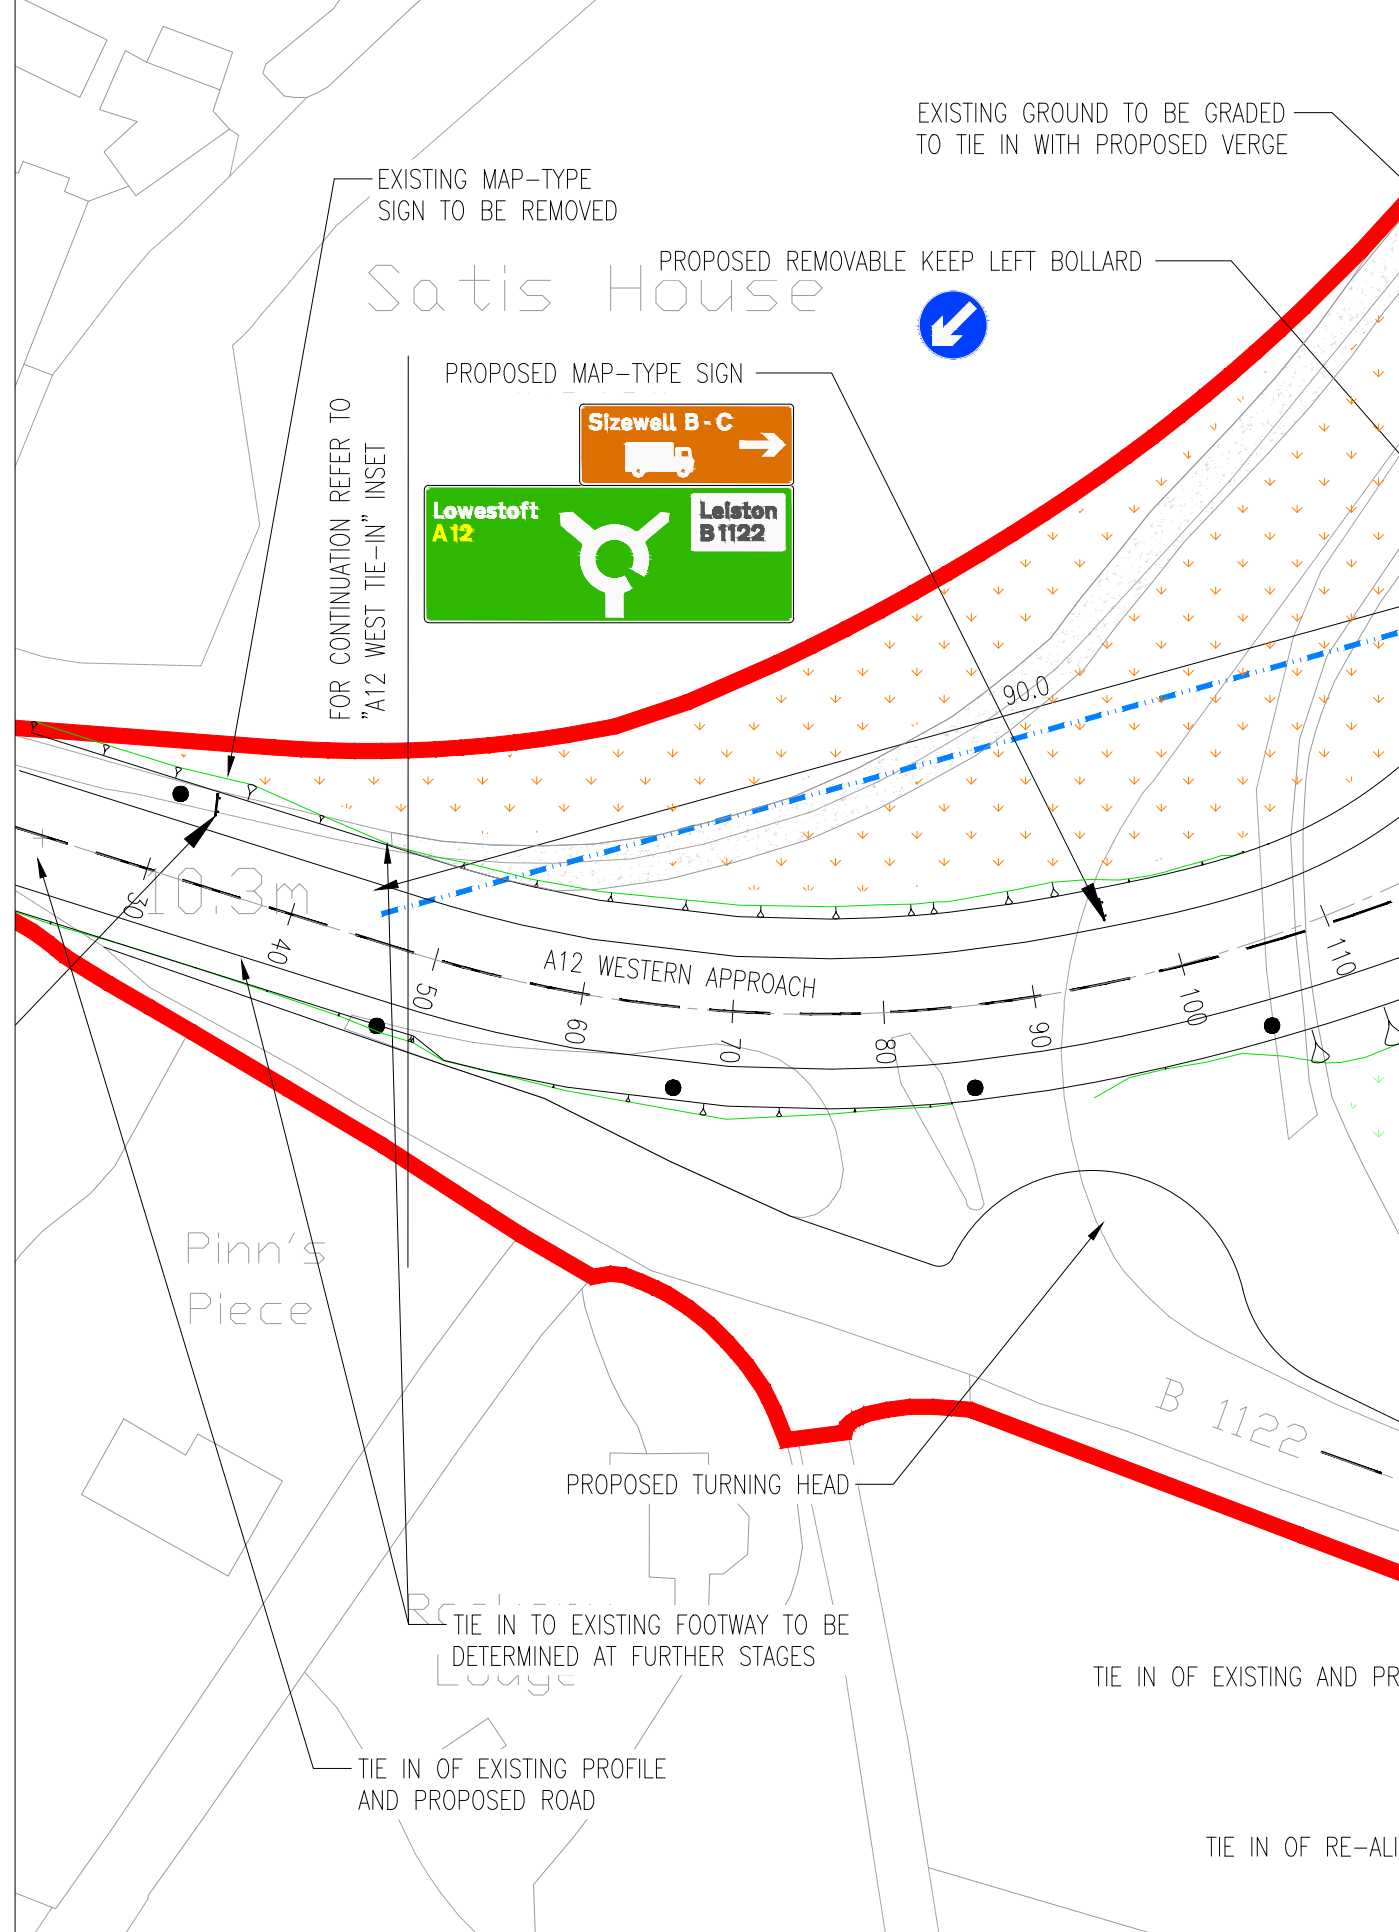 EXISTING GROUND TO BE GRADED
TO TIE IN WITH PROPOSED VERGE
EXISTING MAP-TYPE
SIGN TO BE REMOVED
PROPOSED REMOVABLE KEEP LEFT BOLLARD
Satis House
PROPOSED MAP-TYPE SIGN
FOR CONTINUATION REFER TO
"A12 WEST TIE-IN" INSET
Sizewell B - C
Lowestoft
A12
Leiston
B1122
90.0
10.3m
30
40
50
60
70
80
90
100
110
A12 WESTERN APPROACH
Pinn's
Piece
B 1122
PROPOSED TURNING HEAD
TIE IN TO EXISTING FOOTWAY TO BE
DETERMINED AT FURTHER STAGES
TIE IN OF EXISTING AND PR
TIE IN OF EXISTING PROFILE
AND PROPOSED ROAD
TIE IN OF RE-ALI